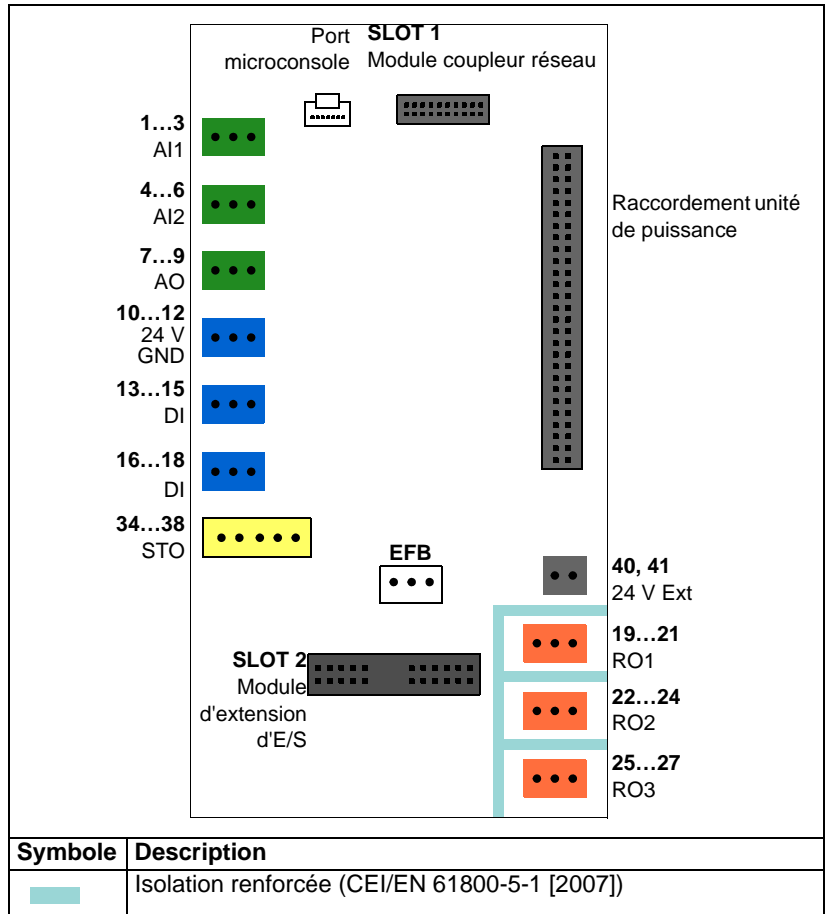 Port
microconsole
SLOT 1
Module coupleur réseau
1…3
AI1
4…6
AI2
7…9
AO
10…12
24 V
GND
13…15
DI
16…18
DI
34…38
STO
Raccordement unité
de puissance
EFB
40, 41
24 V Ext
19…21
RO1
SLOT 2
Module
d'extension
d'E/S
22…24
RO2
25…27
RO3
Symbole Description
Isolation renforcée (CEI/EN 61800-5-1 [2007])